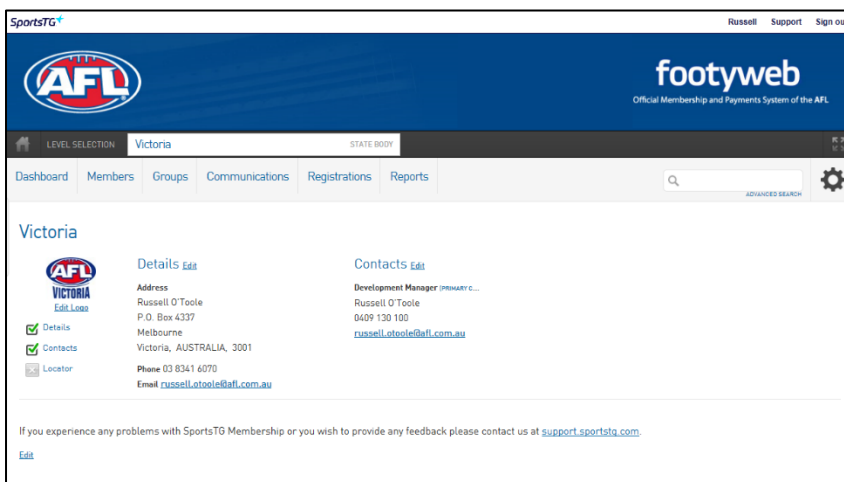 SportsTG
Russell Support Sign ou
AFL
footyweb
Official Membership and Payments System of the AFL
LEVEL SELECTION Victoria STATE BODY
Dashboard Members Groups Communications Registrations Reports
ADVANCED SEARCH
Victoria
AFL
VICTORIA
Edit Logo
Details
Contacts
Locator
Details Edit
Address
Russell O'Toole
P.O. Box 4337
Melbourne
Victoria, AUSTRALIA, 3001
Phone 03 8341 6070
Email russell.otoole@afl.com.au
Contacts Edit
Development Manager (PRIMARY C...
Russell O'Toole
0409 130 100
russell.otoole@afl.com.au
If you experience any problems with SportsTG Membership or you wish to provide any feedback please contact us at support.sportstg.com.
Edit